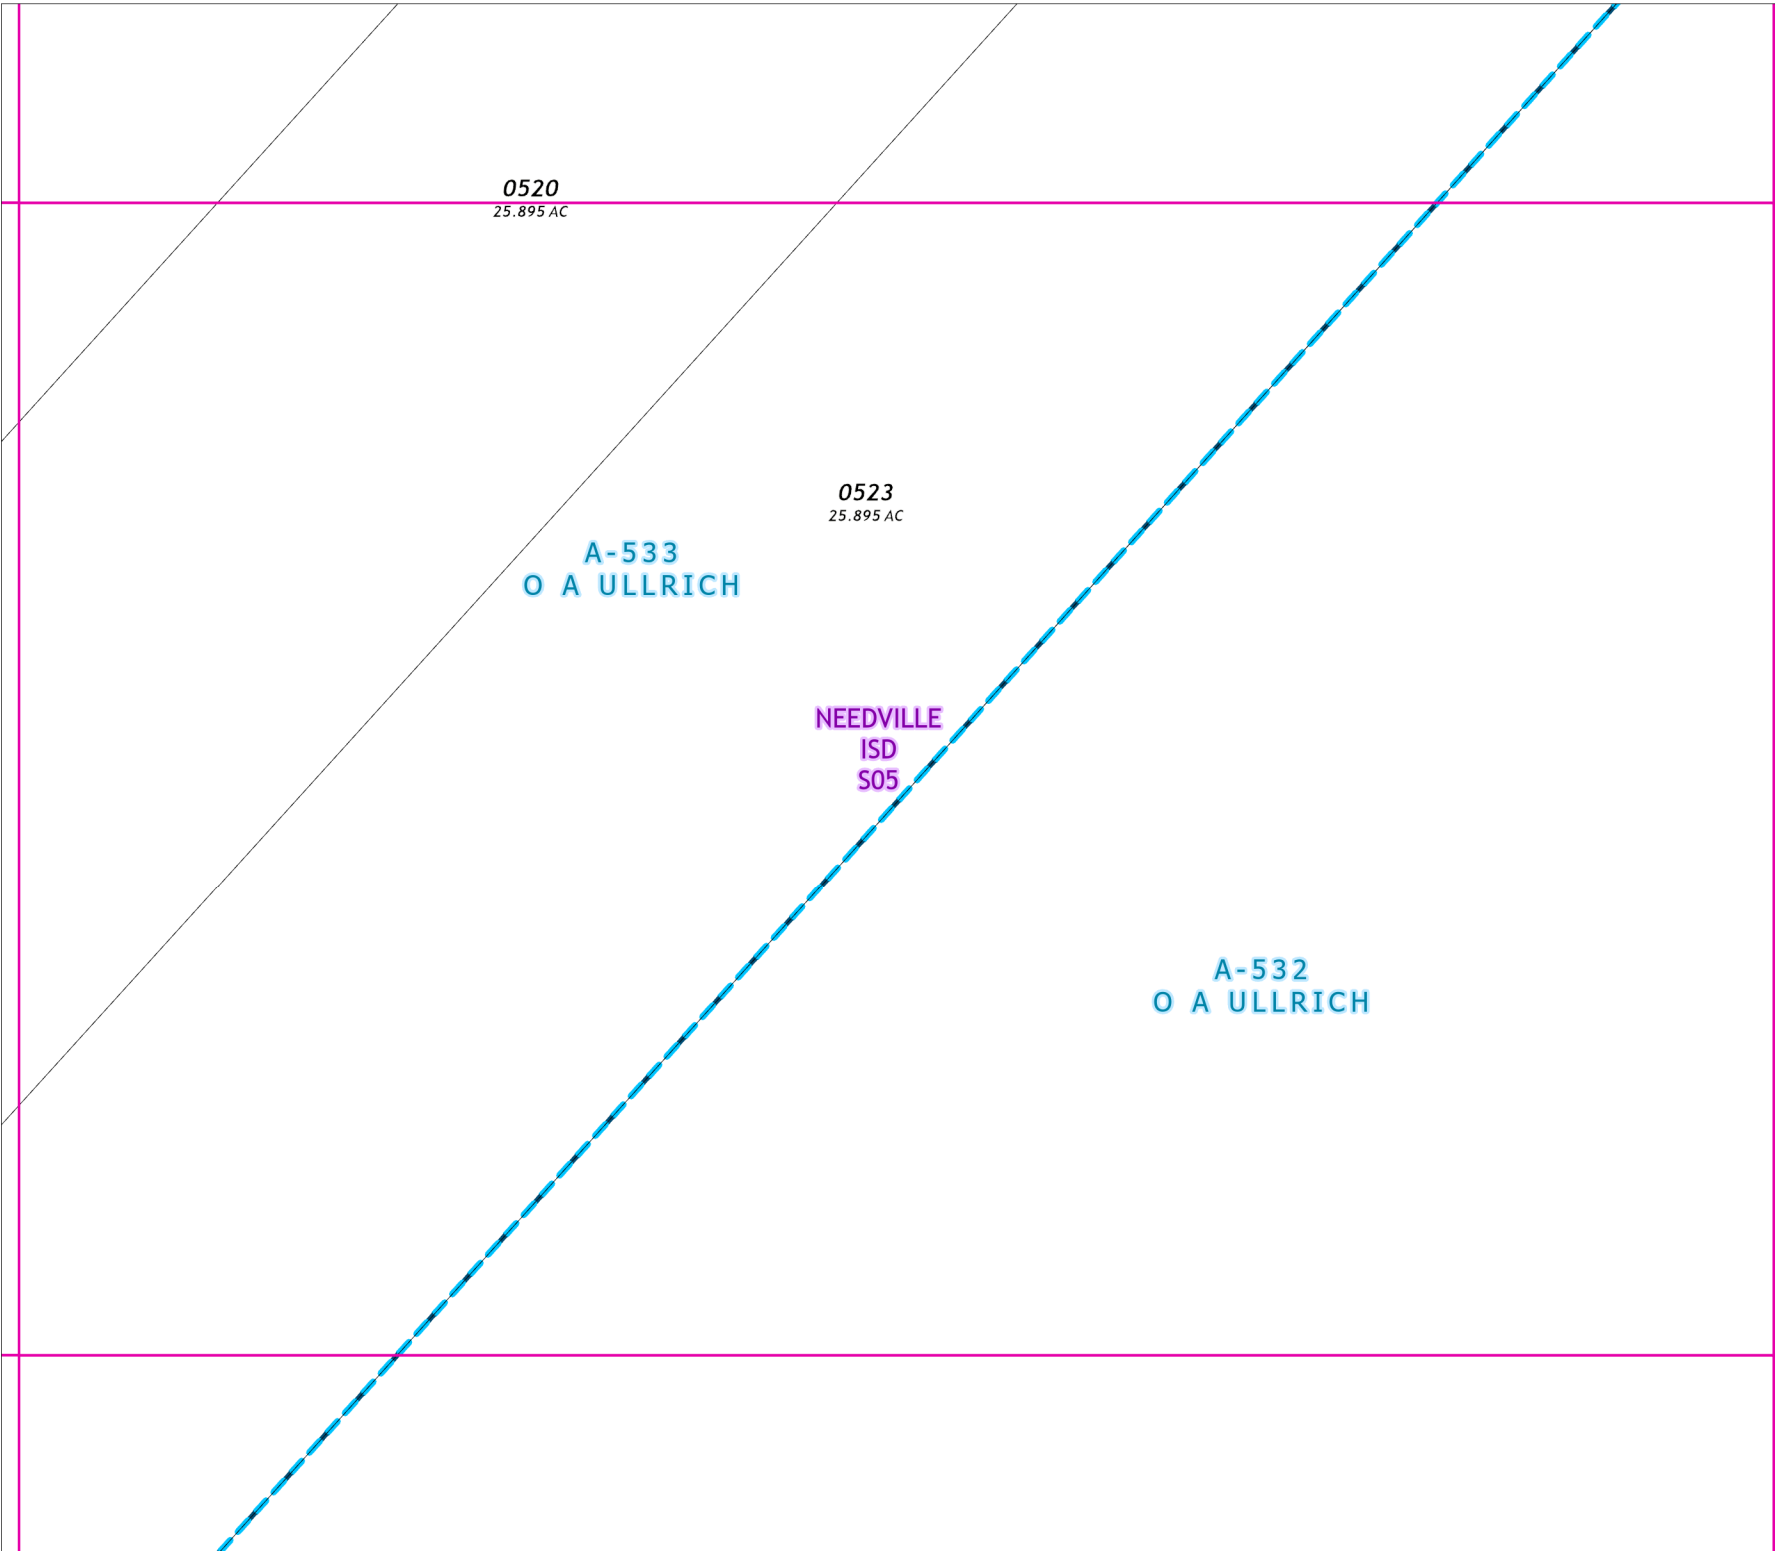 0520
25.895 AC
0523
25.895 AC
A-533
O A ULLRICH
NEEDVILLE
ISD
S05
A-532
O A ULLRICH